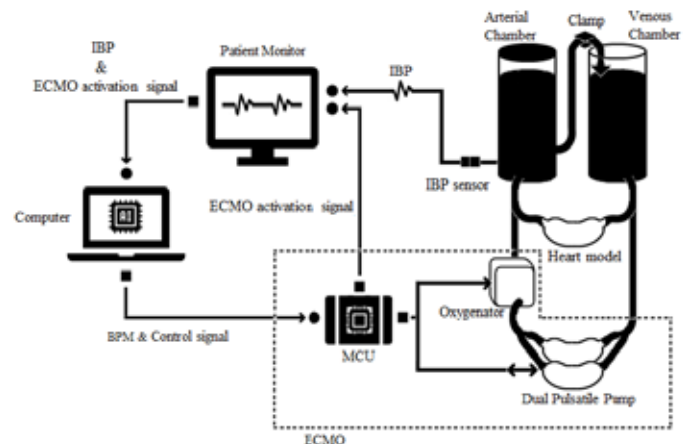 Arterial
Chamber
Clamp
Venous
Chamber
IBP
&
ECMO activation signal
Patient Monitor
IBP
IBP sensor
Computer
AI
ECMO activation signal
Heart model
Oxygenator
BPM & Control signal
MCU
Dual Pulsatile Pump
ECMO